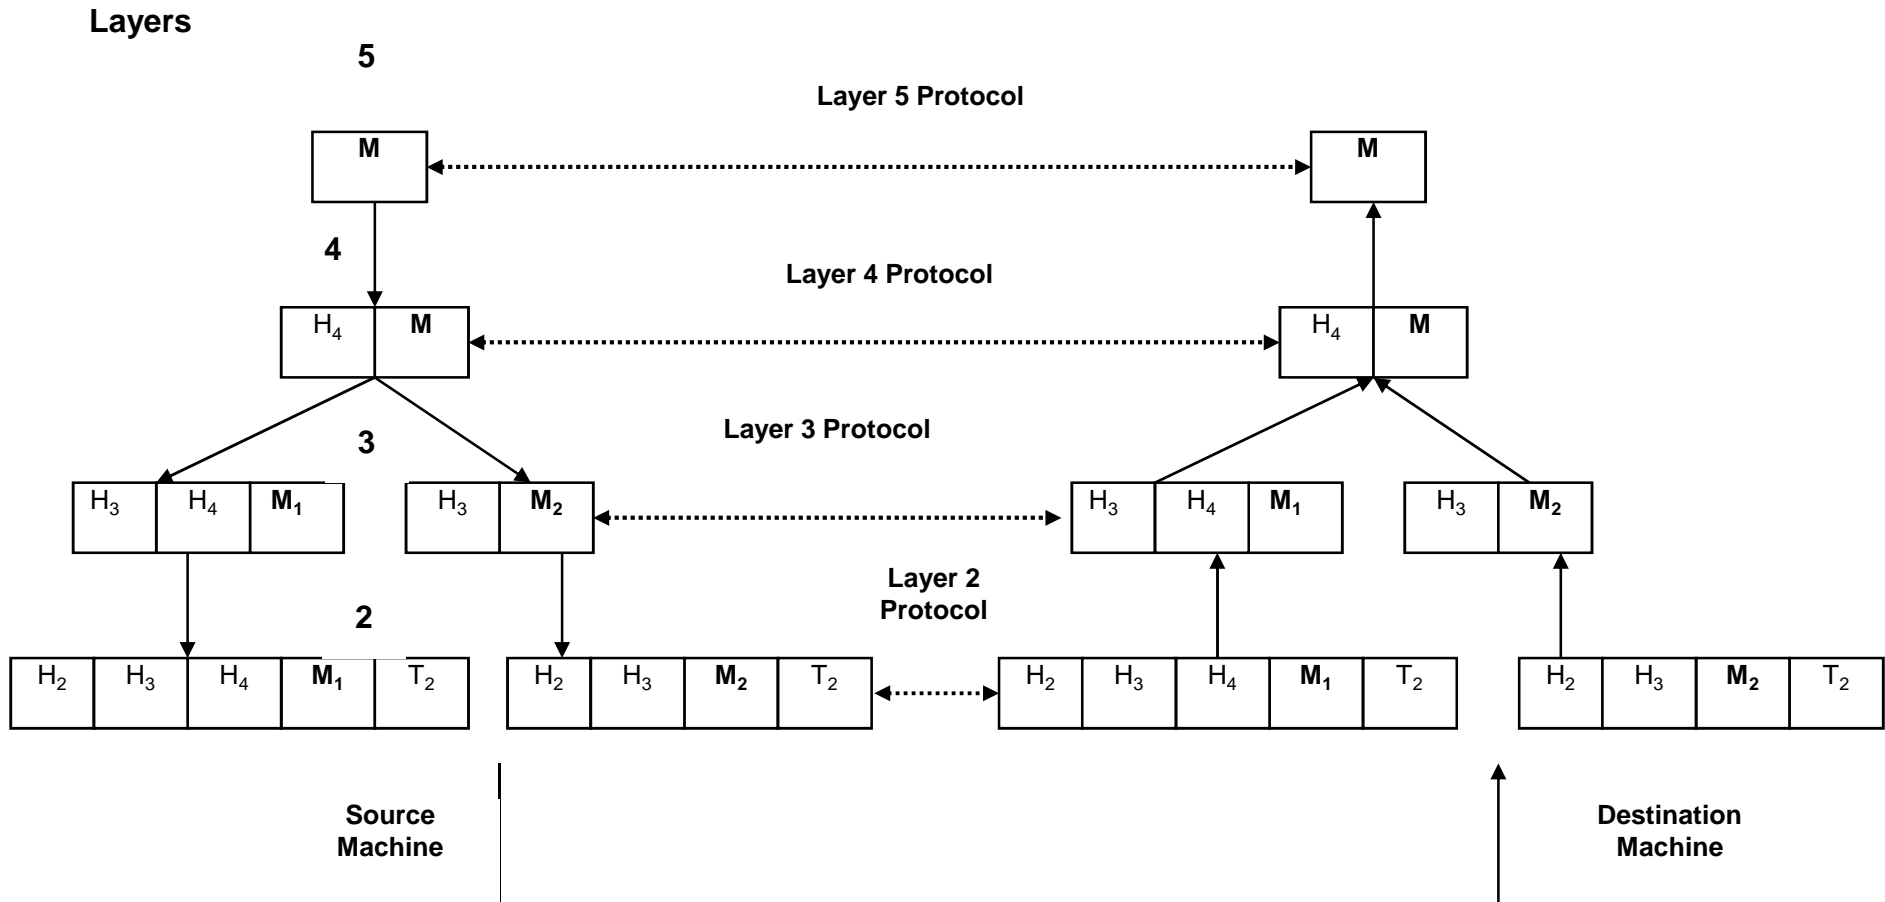 Layers
5
Layer 5 Protocol
M
M
4
Layer 4 Protocol
H4 M
H4 M
3
Layer 3 Protocol
H3 H4 M1
H3 M2
H3 H4 M1
H3 M2
Layer 2
Protocol
2
H2 H3 H4 M1 T2
H2 H3 M2 T2
H2 H3 H4 M1 T2
H2 H3 M2 T2
Source
Machine
Destination
Machine